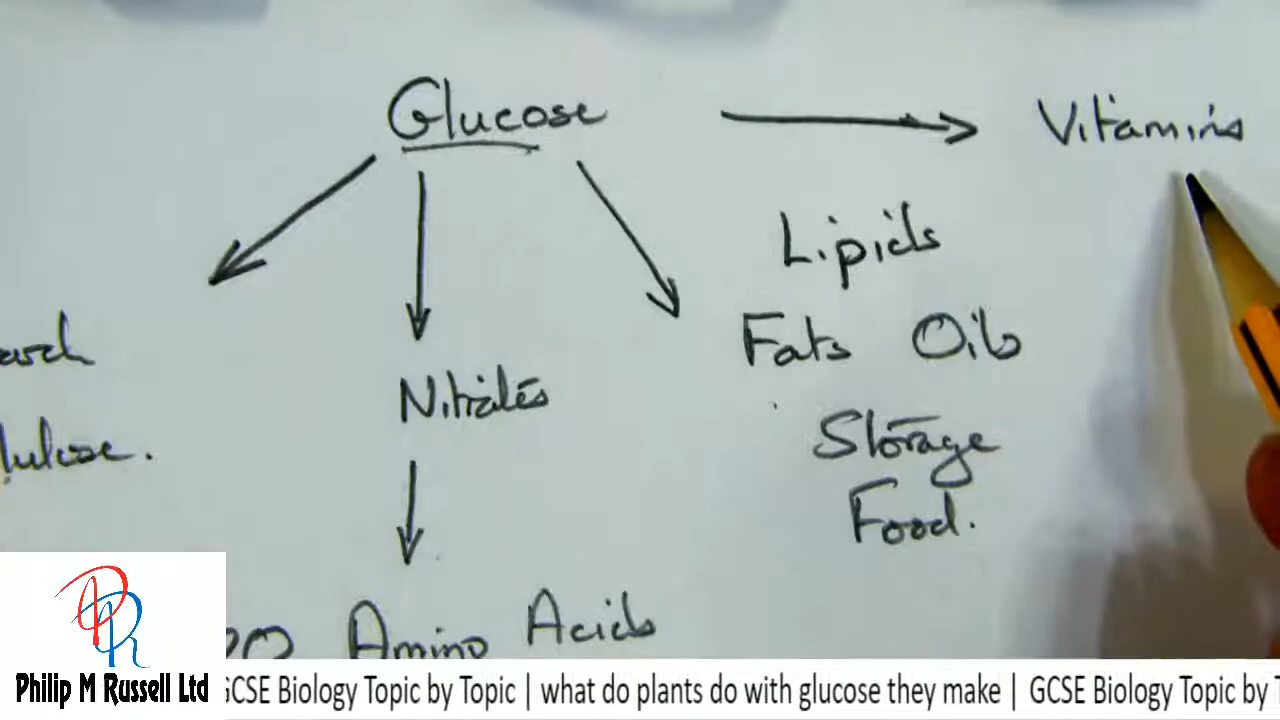 Glucose
Vitamins
Lipids
Fats Oils
Storage
Food.
Nitrates
20 Amino Acids
Philip M Russell Ltd
GCSE Biology Topic by Topic | what do plants do with glucose they make | GCSE Biology Topic by T